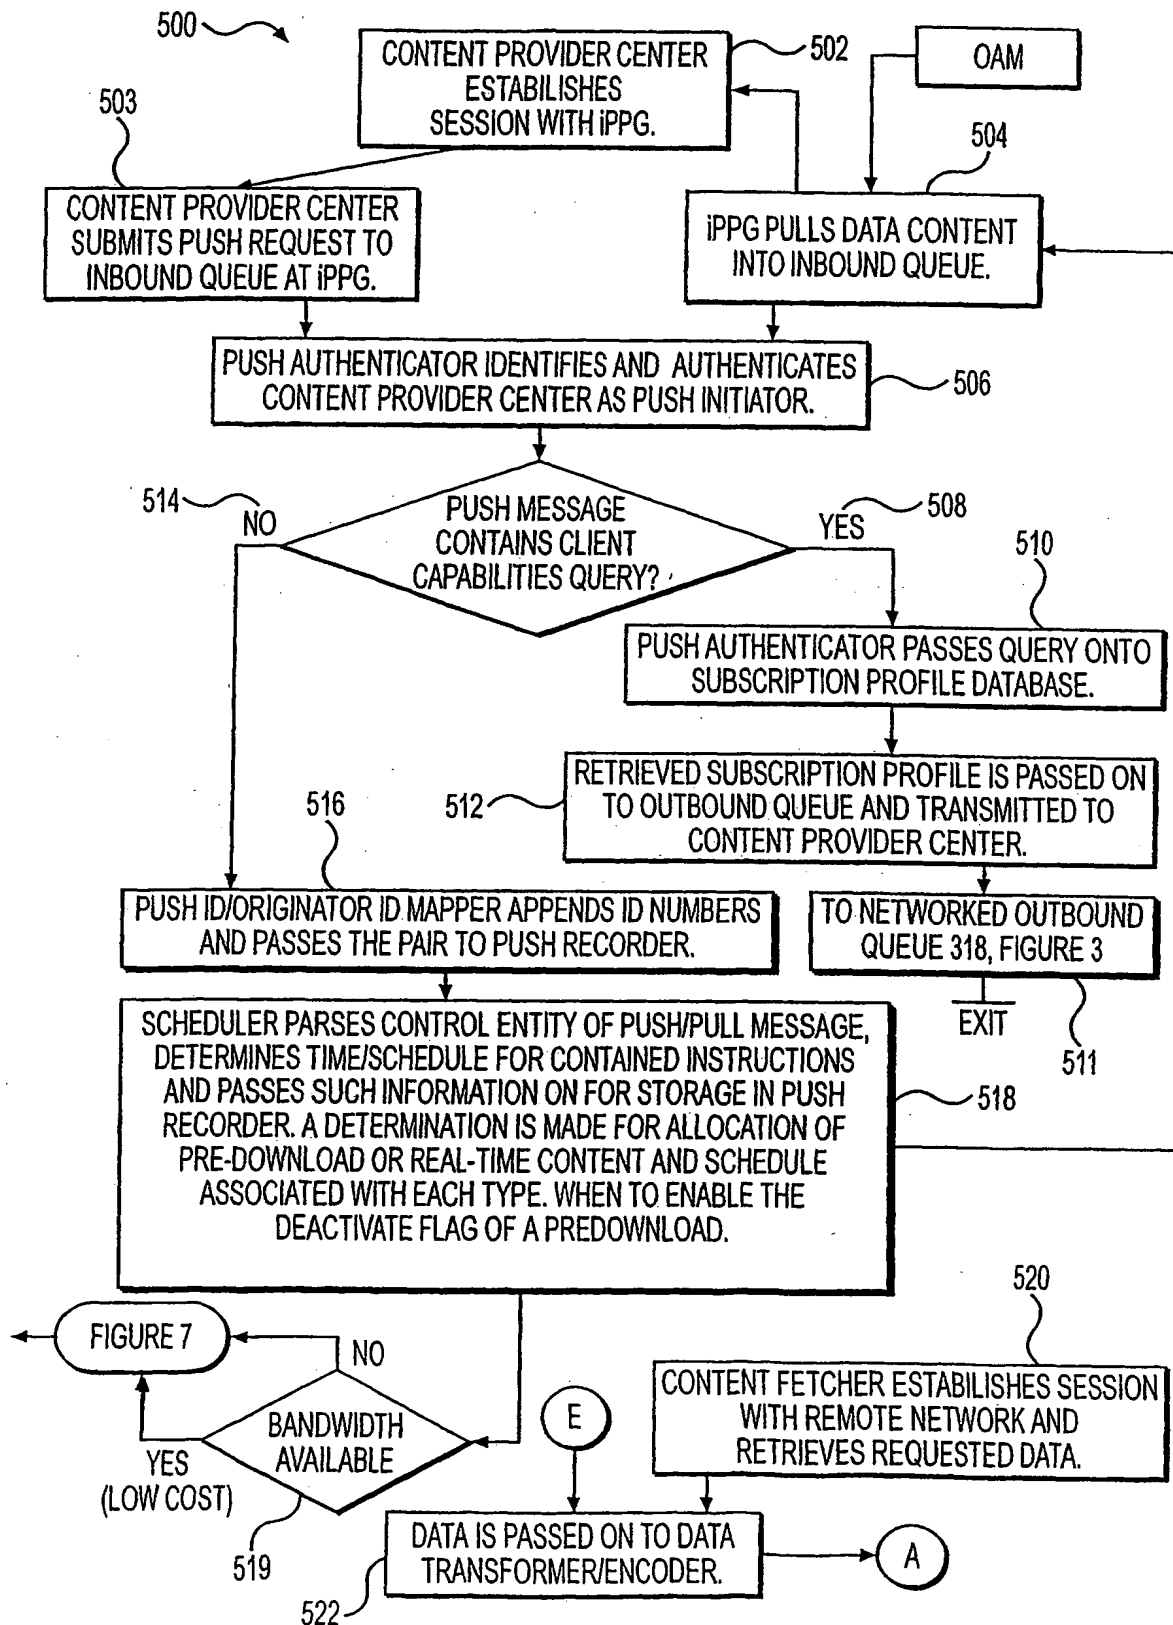 500
CONTENT PROVIDER CENTER
ESTABILISHES
SESSION WITH iPPG.
502
OAM
503
504
CONTENT PROVIDER CENTER
SUBMITS PUSH REQUEST TO
INBOUND QUEUE AT iPPG.
iPPG PULLS DATA CONTENT
INTO INBOUND QUEUE.
PUSH AUTHENTICATOR IDENTIFIES AND AUTHENTICATES
CONTENT PROVIDER CENTER AS PUSH INITIATOR.
506
514
NO
PUSH MESSAGE
CONTAINS CLIENT
CAPABILITIES QUERY?
YES
508
510
PUSH AUTHENTICATOR PASSES QUERY ONTO
SUBSCRIPTION PROFILE DATABASE.
512
RETRIEVED SUBSCRIPTION PROFILE IS PASSED ON
TO OUTBOUND QUEUE AND TRANSMITTED TO
CONTENT PROVIDER CENTER.
516
PUSH ID/ORIGINATOR ID MAPPER APPENDS ID NUMBERS
AND PASSES THE PAIR TO PUSH RECORDER.
TO NETWORKED OUTBOUND
QUEUE 318, FIGURE 3
EXIT
511
SCHEDULER PARSES CONTROL ENTITY OF PUSH/PULL MESSAGE,
DETERMINES TIME/SCHEDULE FOR CONTAINED INSTRUCTIONS
AND PASSES SUCH INFORMATION ON FOR STORAGE IN PUSH
RECORDER. A DETERMINATION IS MADE FOR ALLOCATION OF
PRE-DOWNLOAD OR REAL-TIME CONTENT AND SCHEDULE
ASSOCIATED WITH EACH TYPE. WHEN TO ENABLE THE
DEACTIVATE FLAG OF A PREDOWNLOAD.
518
FIGURE 7
NO
BANDWIDTH
AVAILABLE
YES
(LOW COST)
519
520
CONTENT FETCHER ESTABILISHES SESSION
WITH REMOTE NETWORK AND
RETRIEVES REQUESTED DATA.
E
DATA IS PASSED ON TO DATA
TRANSFORMER/ENCODER.
A
522